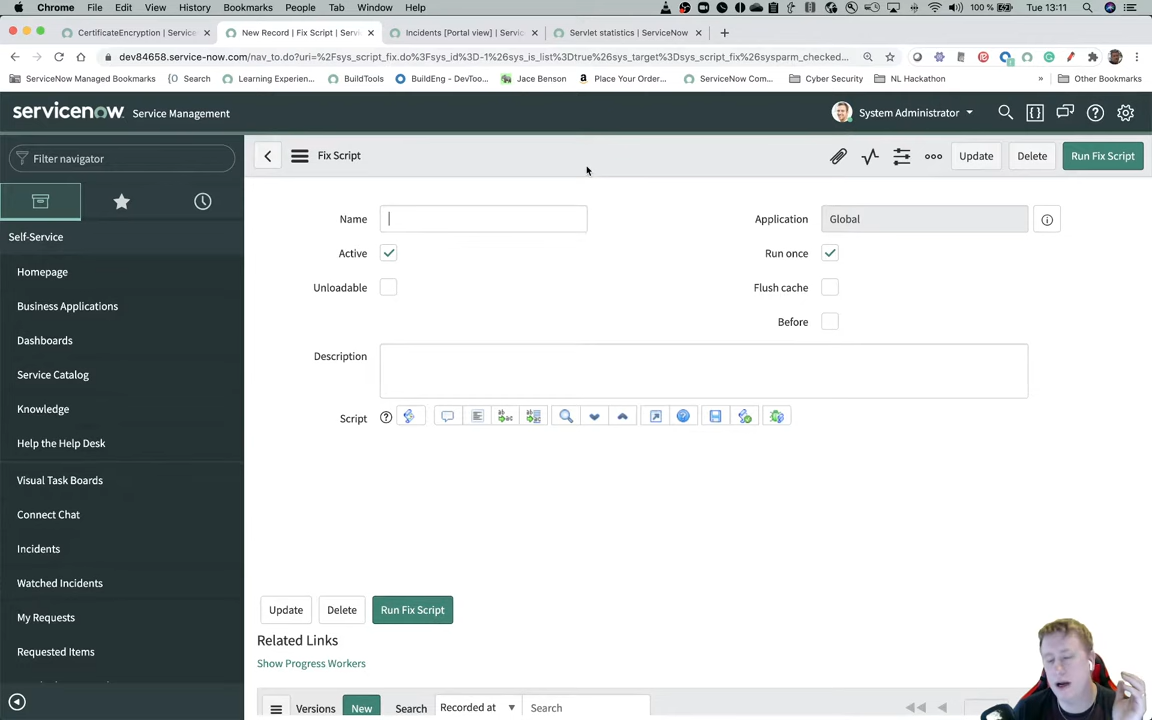 Chrome File Edit View History Bookmarks People Tab Window Help 100 % Tue 13:11
CertificateEncryption | Service
New Record | Fix Script | Servi
Incidents [Portal view] | Servic
Servlet statistics | ServiceNow
dev84658.service-now.com/nav_to.do?uri=%2Fsys_script_fix.do%3Fsys_id%3D-1%26sys_is_list%3Dtrue%26sys_target%3Dsys_script_fix%26sysparm_checked...
ServiceNow Managed Bookmarks Search Learning Experien... BuildTools BuildEng - DevToo... Jace Benson Place Your Order... ServiceNow Com... Cyber Security NL Hackathon » Other Bookmarks
servicenow Service Management System Administrator
Filter navigator
Fix Script Update Delete Run Fix Script
Self-Service
Homepage
Business Applications
Dashboards
Service Catalog
Knowledge
Help the Help Desk
Visual Task Boards
Connect Chat
Incidents
Watched Incidents
My Requests
Requested Items
Name
Application Global
Active
Run once
Unloadable
Flush cache
Before
Description
Script
Update Delete Run Fix Script
Related Links
Show Progress Workers
Versions New Search Recorded at Search